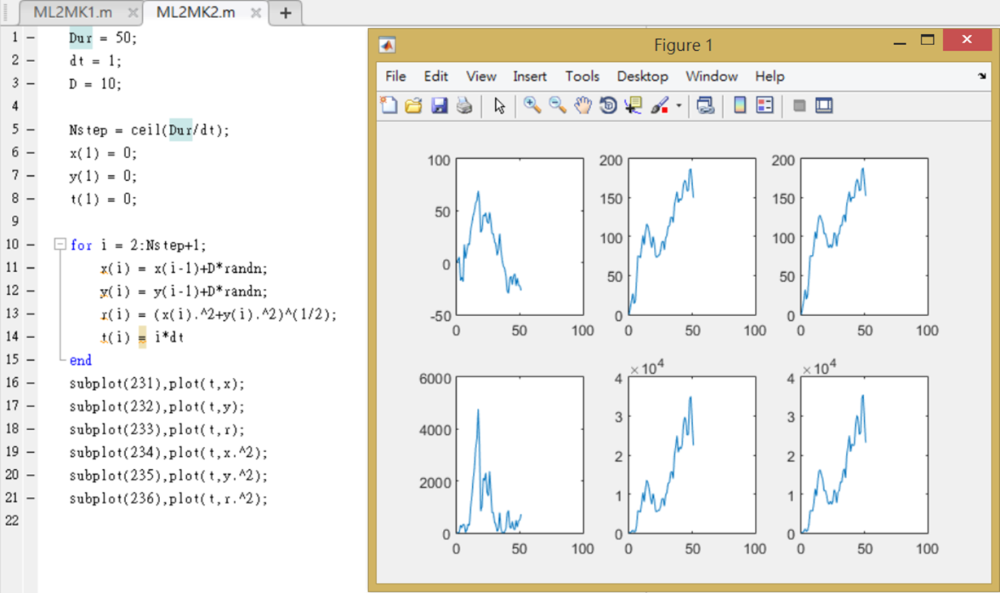 ML2MK1.m ML2MK2.m
1 Dur = 50;
2 dt = 1;
3 D = 10;
4
5 Nstep = ceil(Dur/dt);
6 x(1) = 0;
7 y(1) = 0;
8 t(1) = 0;
9
10 for i = 2:Nstep+1;
11 x(i) = x(i-1)+D*randn;
12 y(i) = y(i-1)+D*randn;
13 r(i) = (x(i).^2+y(i).^2)^(1/2);
14 t(i) = i*dt
15 end
16 subplot(231),plot(t,x);
17 subplot(232),plot(t,y);
18 subplot(233),plot(t,r);
19 subplot(234),plot(t,x.^2);
20 subplot(235),plot(t,y.^2);
21 subplot(236),plot(t,r.^2);
22
Figure 1
File Edit View Insert Tools Desktop Window Help
100
50
0
-50
0 50 100
200
150
100
50
0
0 50 100
200
150
100
50
0
0 50 100
6000
4000
2000
0
0 50 100
×10^4
4
3
2
1
0
0 50 100
×10^4
4
3
2
1
0
0 50 100